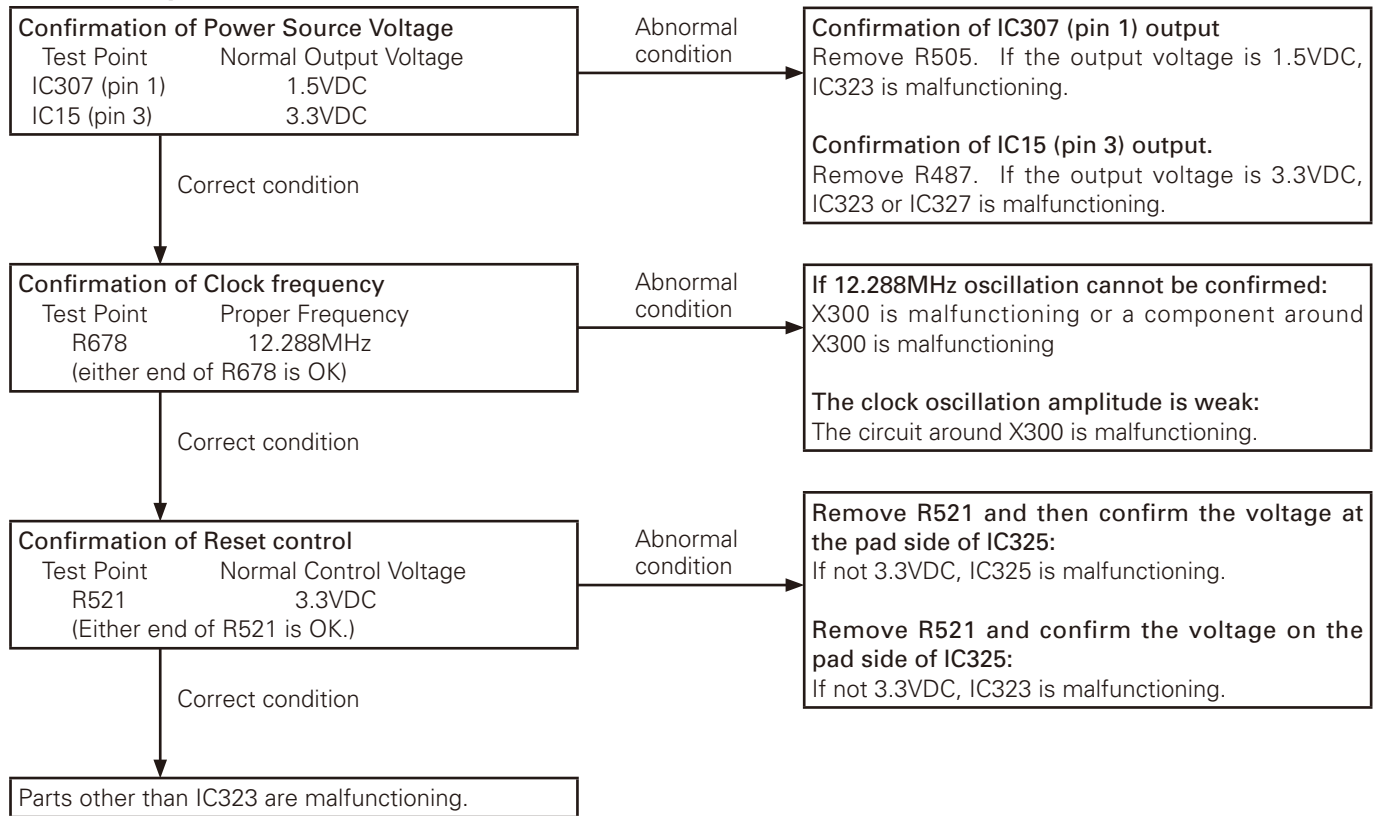 Confirmation of Power Source Voltage
Test Point Normal Output Voltage
IC307 (pin 1) 1.5VDC
IC15 (pin 3) 3.3VDC
Abnormal
condition
Confirmation of IC307 (pin 1) output
Remove R505. If the output voltage is 1.5VDC,
IC323 is malfunctioning.
Confirmation of IC15 (pin 3) output.
Remove R487. If the output voltage is 3.3VDC,
IC323 or IC327 is malfunctioning.
Correct condition
Confirmation of Clock frequency
Test Point Proper Frequency
R678 12.288MHz
(either end of R678 is OK)
Abnormal
condition
If 12.288MHz oscillation cannot be confirmed:
X300 is malfunctioning or a component around
X300 is malfunctioning
The clock oscillation amplitude is weak:
The circuit around X300 is malfunctioning.
Correct condition
Confirmation of Reset control
Test Point Normal Control Voltage
R521 3.3VDC
(Either end of R521 is OK.)
Abnormal
condition
Remove R521 and then confirm the voltage at
the pad side of IC325:
If not 3.3VDC, IC325 is malfunctioning.
Remove R521 and confirm the voltage on the
pad side of IC325:
If not 3.3VDC, IC323 is malfunctioning.
Correct condition
Parts other than IC323 are malfunctioning.